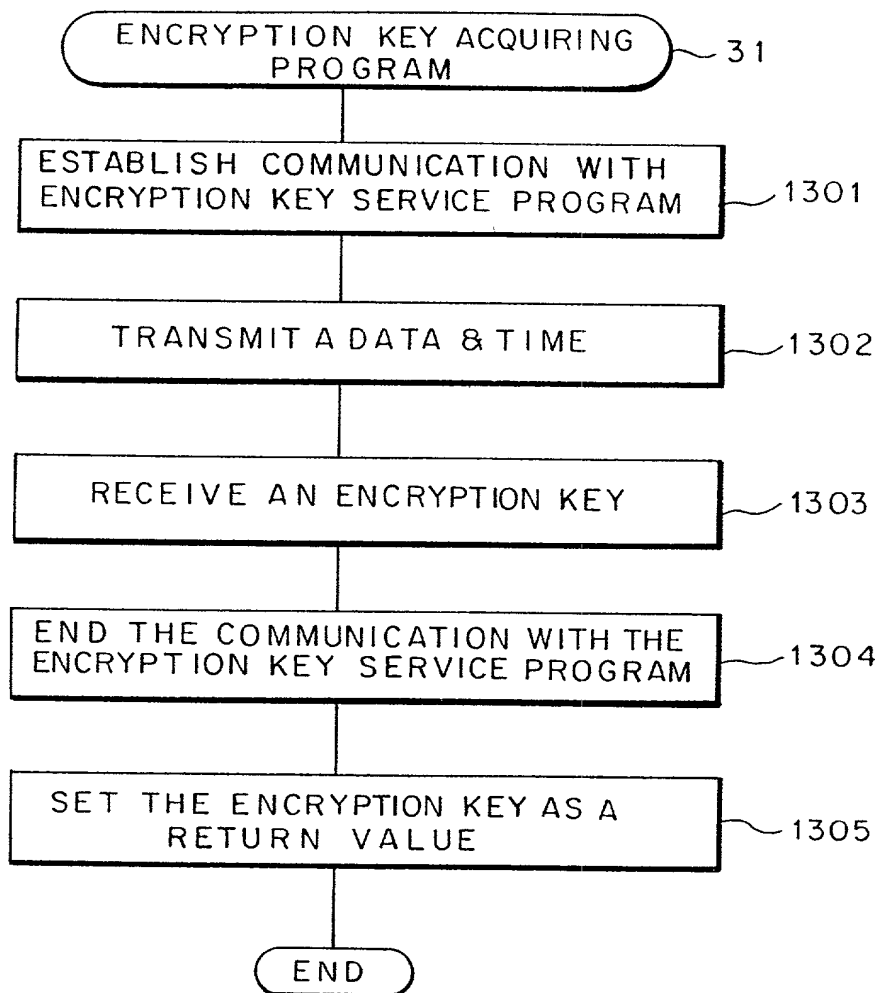 ENCRYPTION KEY ACQUIRING
PROGRAM
31
ESTABLISH COMMUNICATION WITH
ENCRYPTION KEY SERVICE PROGRAM
1301
TRANSMIT A DATA & TIME
1302
RECEIVE AN ENCRYPTION KEY
1303
END THE COMMUNICATION WITH THE
ENCRYPTION KEY SERVICE PROGRAM
1304
SET THE ENCRYPTION KEY AS A
RETURN VALUE
1305
END